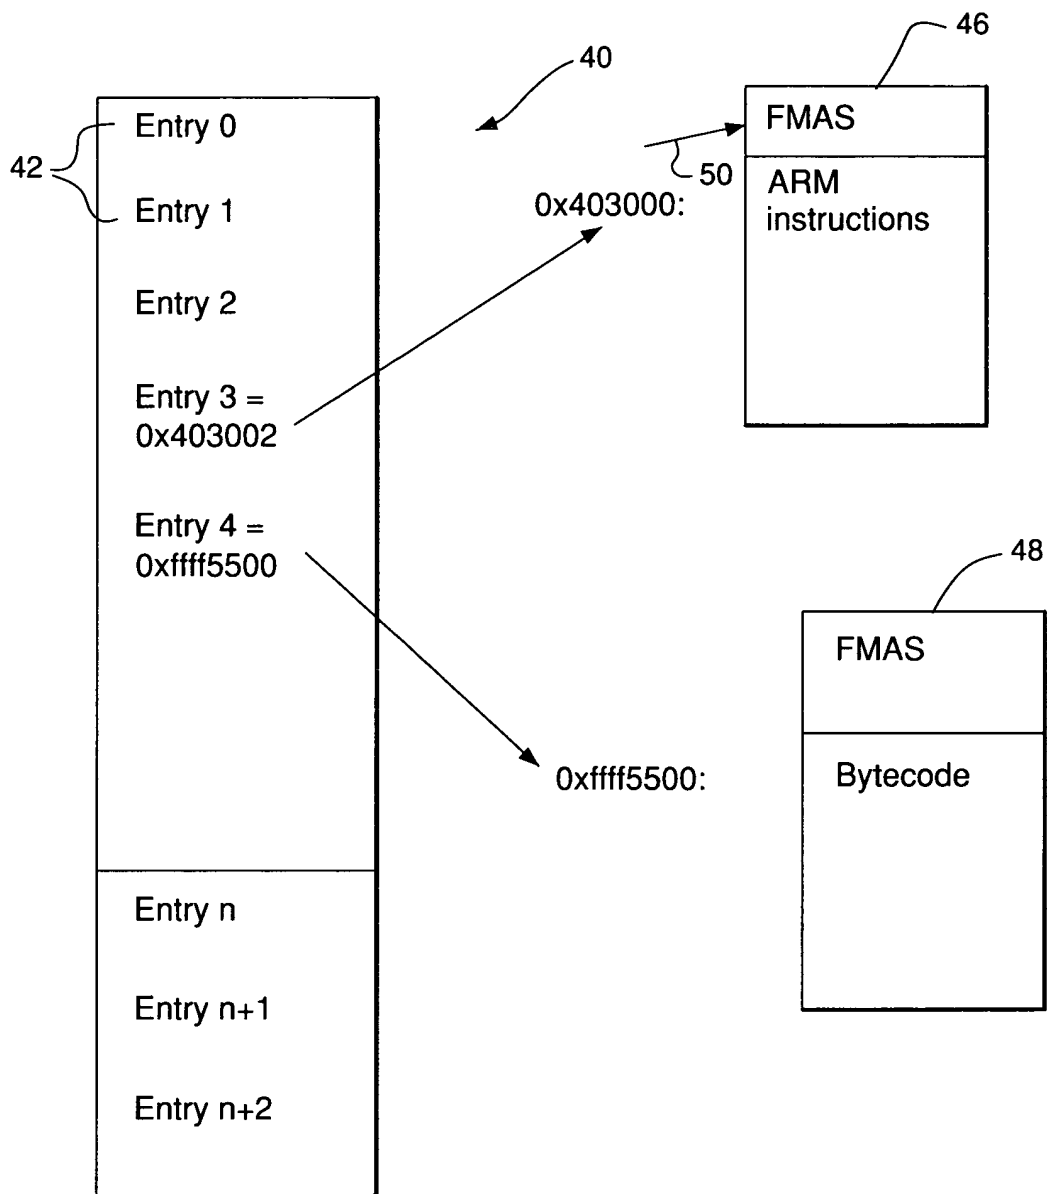 46
40
FMAS
Entry 0
42
50
ARM
instructions
0x403000:
Entry 1
Entry 2
Entry 3 =
0x403002
Entry 4 =
0xffff5500
48
FMAS
0xffff5500:
Bytecode
Entry n
Entry n+1
Entry n+2